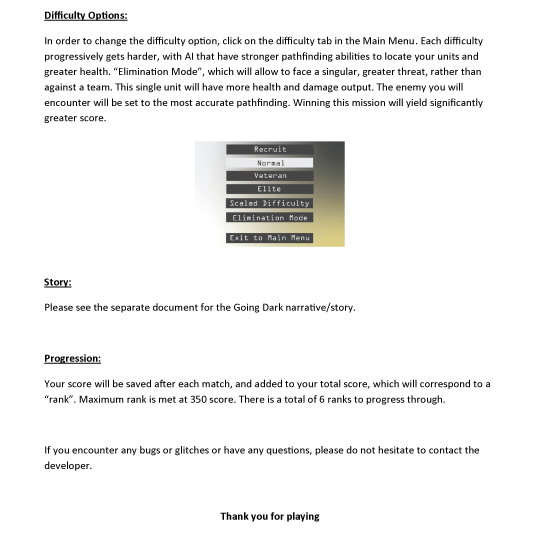 Difficulty Options:
In order to change the difficulty option, click on the difficulty tab in the Main Menu. Each difficulty
progressively gets harder, with AI that have stronger pathfinding abilities to locate your units and
greater health. “Elimination Mode”, which will allow to face a singular, greater threat, rather than
against a team. This single unit will have more health and damage output. The enemy you will
encounter will be set to the most accurate pathfinding. Winning this mission will yield significantly
greater score.
Recruit
Normal
Veteran
Elite
Scaled Difficulty
Elimination Mode
Exit to Main Menu
Story:
Please see the separate document for the Going Dark narrative/story.
Progression:
Your score will be saved after each match, and added to your total score, which will correspond to a
“rank”. Maximum rank is met at 350 score. There is a total of 6 ranks to progress through.
If you encounter any bugs or glitches or have any questions, please do not hesitate to contact the
developer.
Thank you for playing